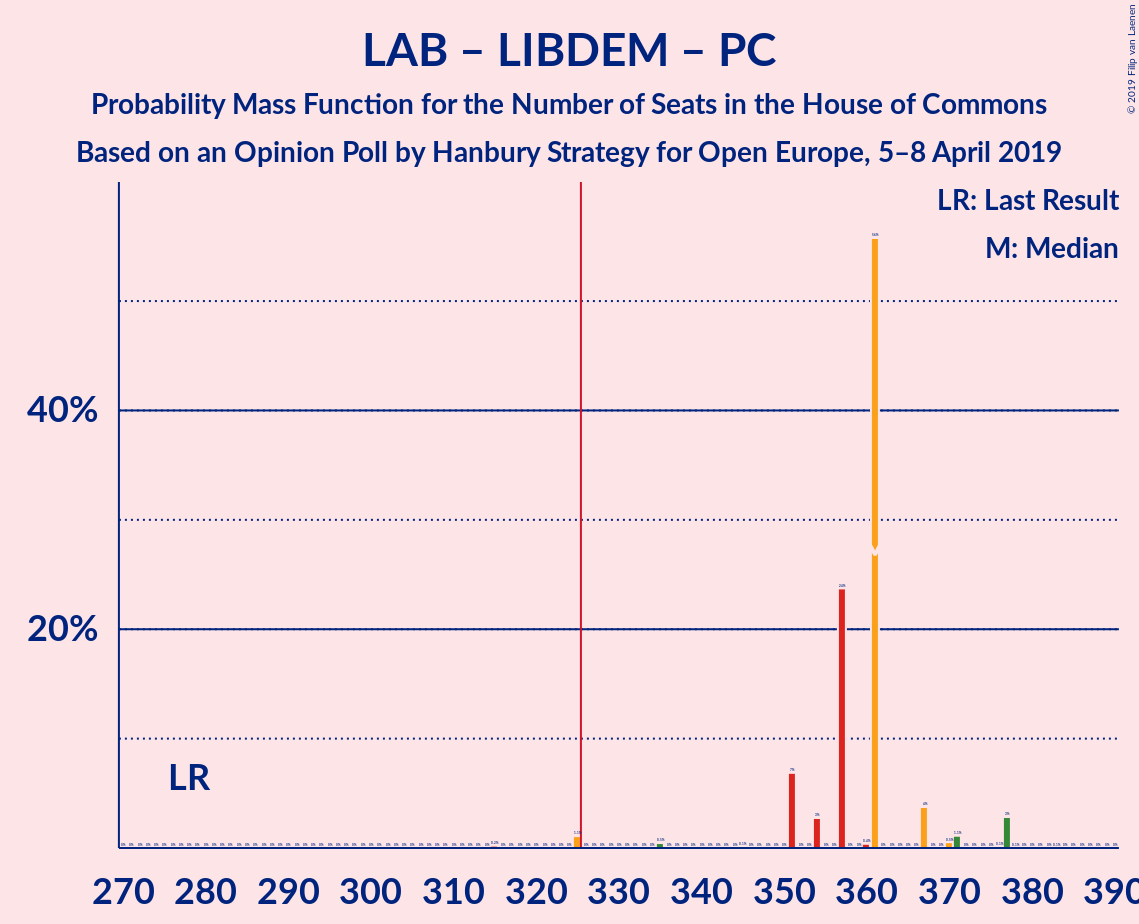 LAB – LIBDEM – PC
Probability Mass Function for the Number of Seats in the House of Commons
Based on an Opinion Poll by Hanbury Strategy for Open Europe, 5–8 April 2019
© 2019 Filip van Laenen
LR: Last Result
M: Median
40%
20%
LR
270 280 290 300 310 320 330 340 350 360 370 380 390